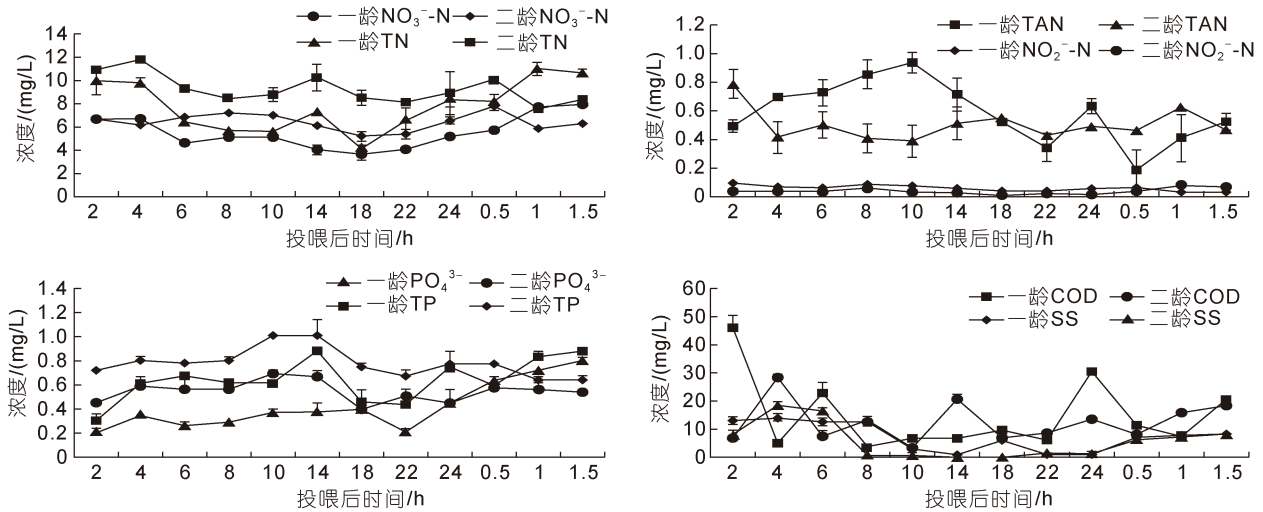 一龄NO₃⁻-N 二龄NO₃⁻-N
一龄TN 二龄TN
14
12
10
8
6
4
2
0
浓度/(mg/L)
2 4 6 8 10 14 18 22 24 0.5 1 1.5
投喂后时间/h
一龄TAN 二龄TAN
一龄NO₂⁻-N 二龄NO₂⁻-N
1.2
1.0
0.8
0.6
0.4
0.2
0
浓度/(mg/L)
2 4 6 8 10 14 18 22 24 0.5 1 1.5
投喂后时间/h
一龄PO₄³⁻ 二龄PO₄³⁻
一龄TP 二龄TP
1.4
1.2
1.0
0.8
0.6
0.4
0.2
0
浓度/(mg/L)
2 4 6 8 10 14 18 22 24 0.5 1 1.5
投喂后时间/h
一龄COD 二龄COD
一龄SS 二龄SS
60
50
40
30
20
10
0
浓度/(mg/L)
2 4 6 8 10 14 18 22 24 0.5 1 1.5
投喂后时间/h